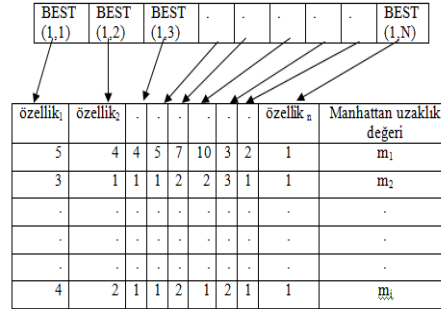 BEST (1,1) BEST (1,2) BEST (1,3) . . . . . BEST (1,N)
özellik₁ özellik₂ . . . . . . özellik n Manhattan uzaklık değeri
5 4 4 5 7 10 3 2 1 m₁
3 1 1 1 2 2 3 1 1 m₂
. . . . . . . . . .
. . . . . . . . . .
. . . . . . . . . .
4 2 1 1 2 1 2 1 1 mᵢ